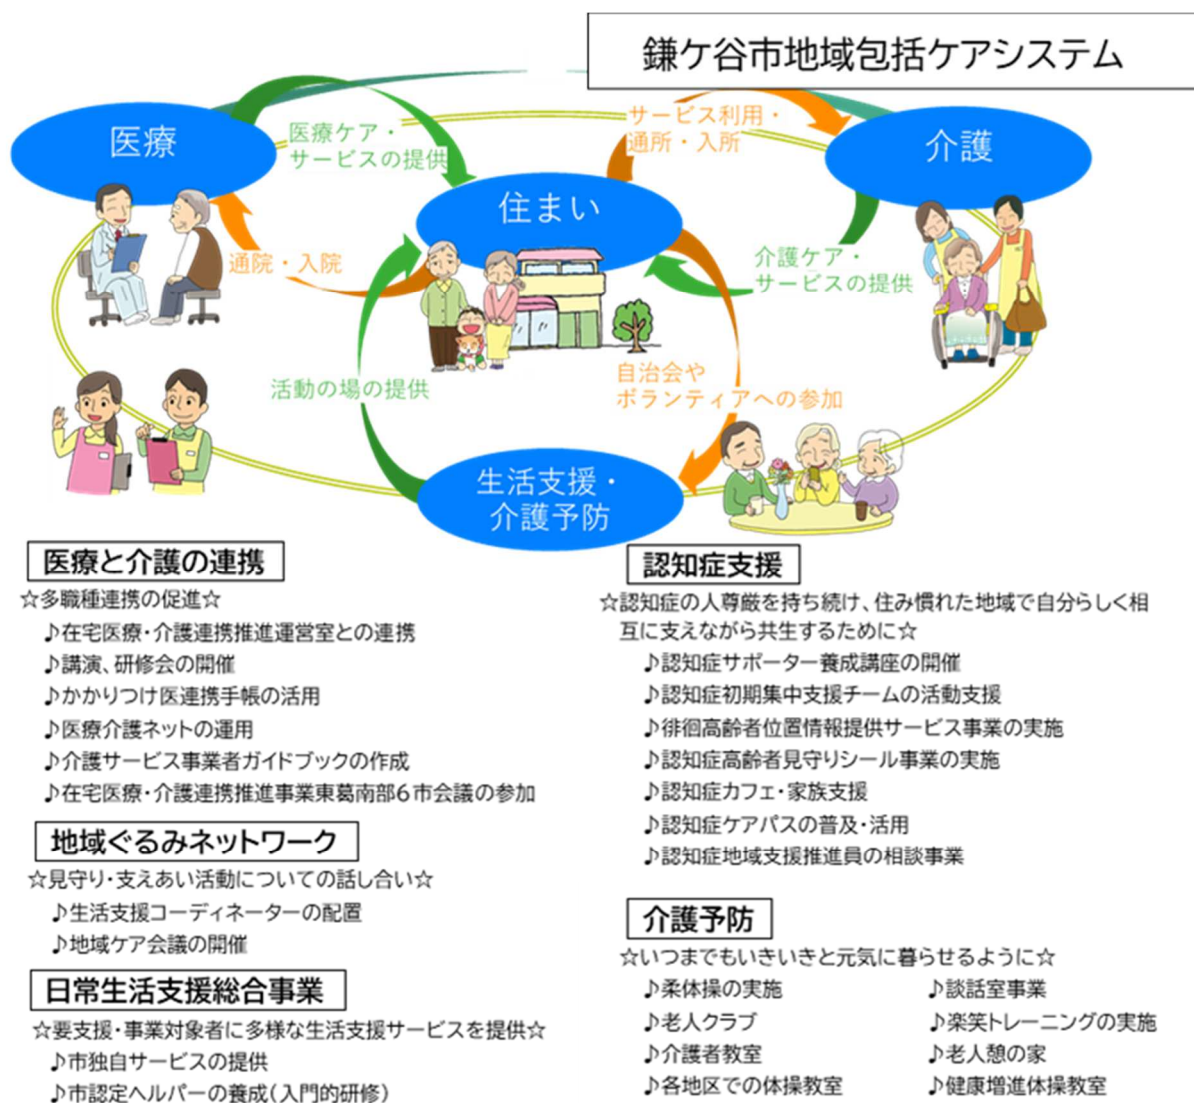 鎌ケ谷市地域包括ケアシステム
医療
医療ケア・
サービスの提供
サービス利用・
通所・入所
介護
住まい
通院・入院
介護ケア・
サービスの提供
活動の場の提供
自治会や
ボランティアへの参加
生活支援・
介護予防
医療と介護の連携
☆多職種連携の促進☆
♪在宅医療・介護連携推進運営室との連携
♪講演、研修会の開催
♪かかりつけ医連携手帳の活用
♪医療介護ネットの運用
♪介護サービス事業者ガイドブックの作成
♪在宅医療・介護連携推進事業東葛南部6市会議の参加
地域ぐるみネットワーク
☆見守り・支えあい活動についての話し合い☆
♪生活支援コーディネーターの配置
♪地域ケア会議の開催
日常生活支援総合事業
☆要支援・事業対象者に多様な生活支援サービスを提供☆
♪市独自サービスの提供
♪市認定ヘルパーの養成(入門的研修)
認知症支援
☆認知症の人尊厳を持ち続け、住み慣れた地域で自分らしく相
互に支えながら共生するために☆
♪認知症サポーター養成講座の開催
♪認知症初期集中支援チームの活動支援
♪徘徊高齢者位置情報提供サービス事業の実施
♪認知症高齢者見守りシール事業の実施
♪認知症カフェ・家族支援
♪認知症ケアパスの普及・活用
♪認知症地域支援推進員の相談事業
介護予防
☆いつまでもいきいきと元気に暮らせるように☆
♪柔体操の実施
♪老人クラブ
♪介護者教室
♪各地区での体操教室
♪談話室事業
♪楽笑トレーニングの実施
♪老人憩の家
♪健康増進体操教室